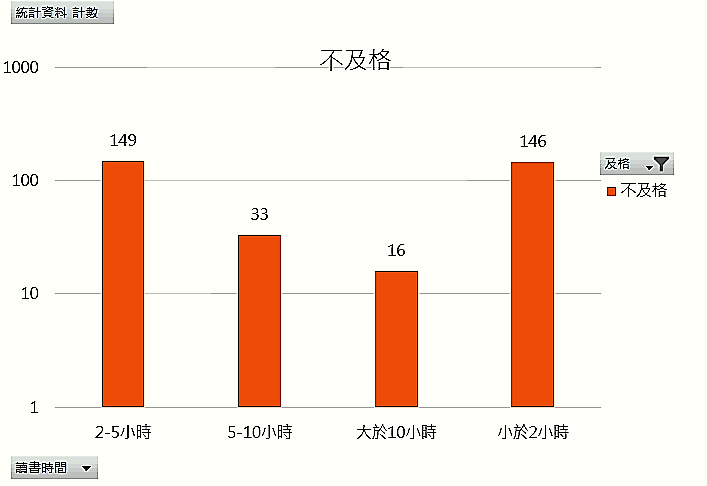 統計資料 計數
不及格
1000
149
146
及格
不及格
100
33
16
10
1
2-5小時
5-10小時
大於10小時
小於2小時
讀書時間